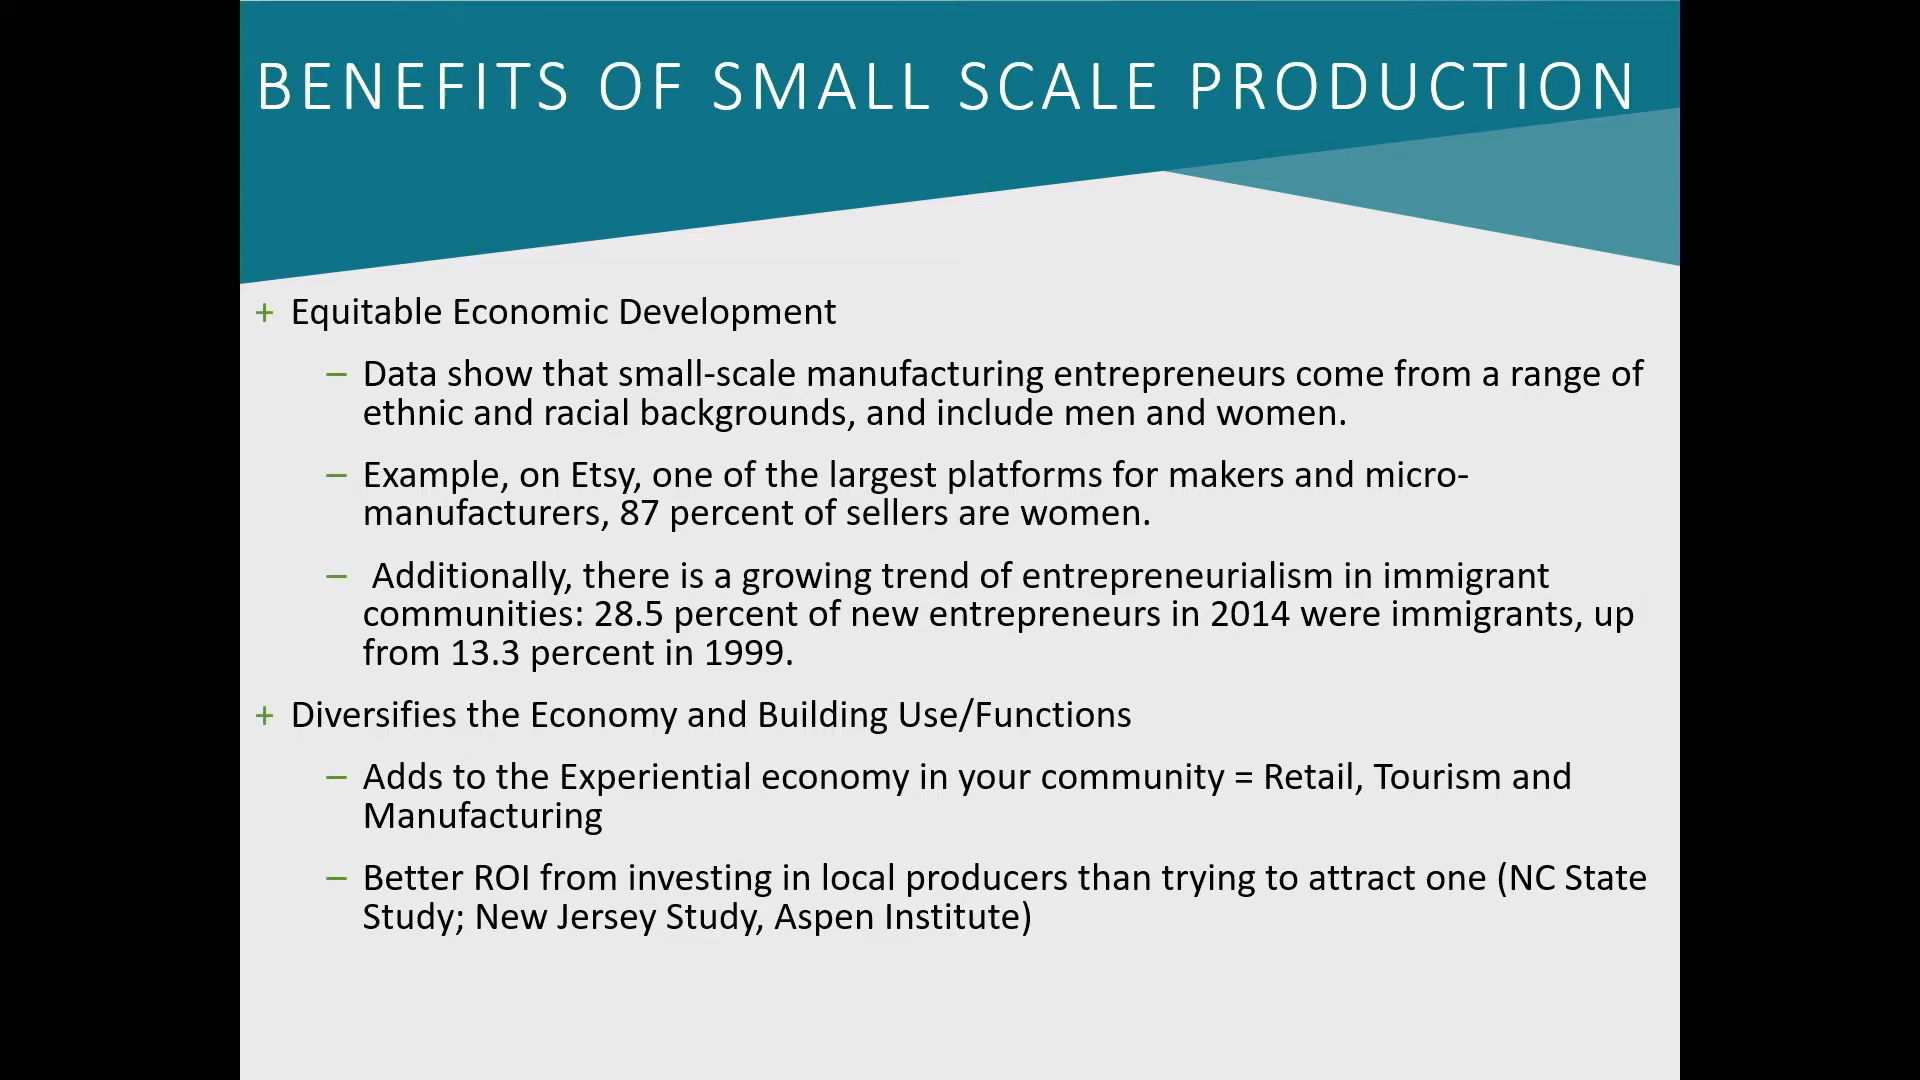 BENEFITS OF SMALL SCALE PRODUCTION
+ Equitable Economic Development
– Data show that small-scale manufacturing entrepreneurs come from a range of
ethnic and racial backgrounds, and include men and women.
– Example, on Etsy, one of the largest platforms for makers and micro-
manufacturers, 87 percent of sellers are women.
– Additionally, there is a growing trend of entrepreneurialism in immigrant
communities: 28.5 percent of new entrepreneurs in 2014 were immigrants, up
from 13.3 percent in 1999.
+ Diversifies the Economy and Building Use/Functions
– Adds to the Experiential economy in your community = Retail, Tourism and
Manufacturing
– Better ROI from investing in local producers than trying to attract one (NC State
Study; New Jersey Study, Aspen Institute)